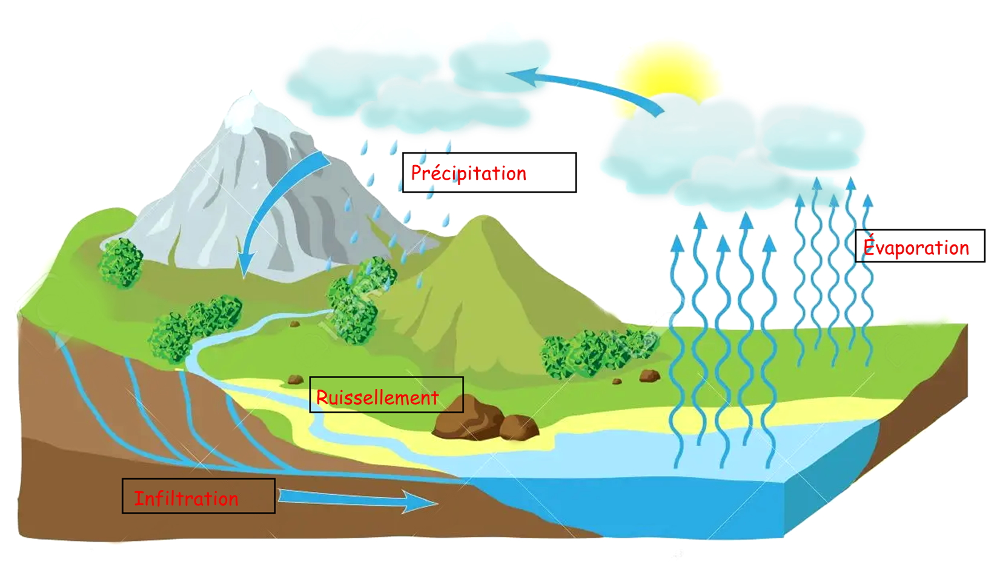 Précipitation
Évaporation
Ruissellement
Infiltration